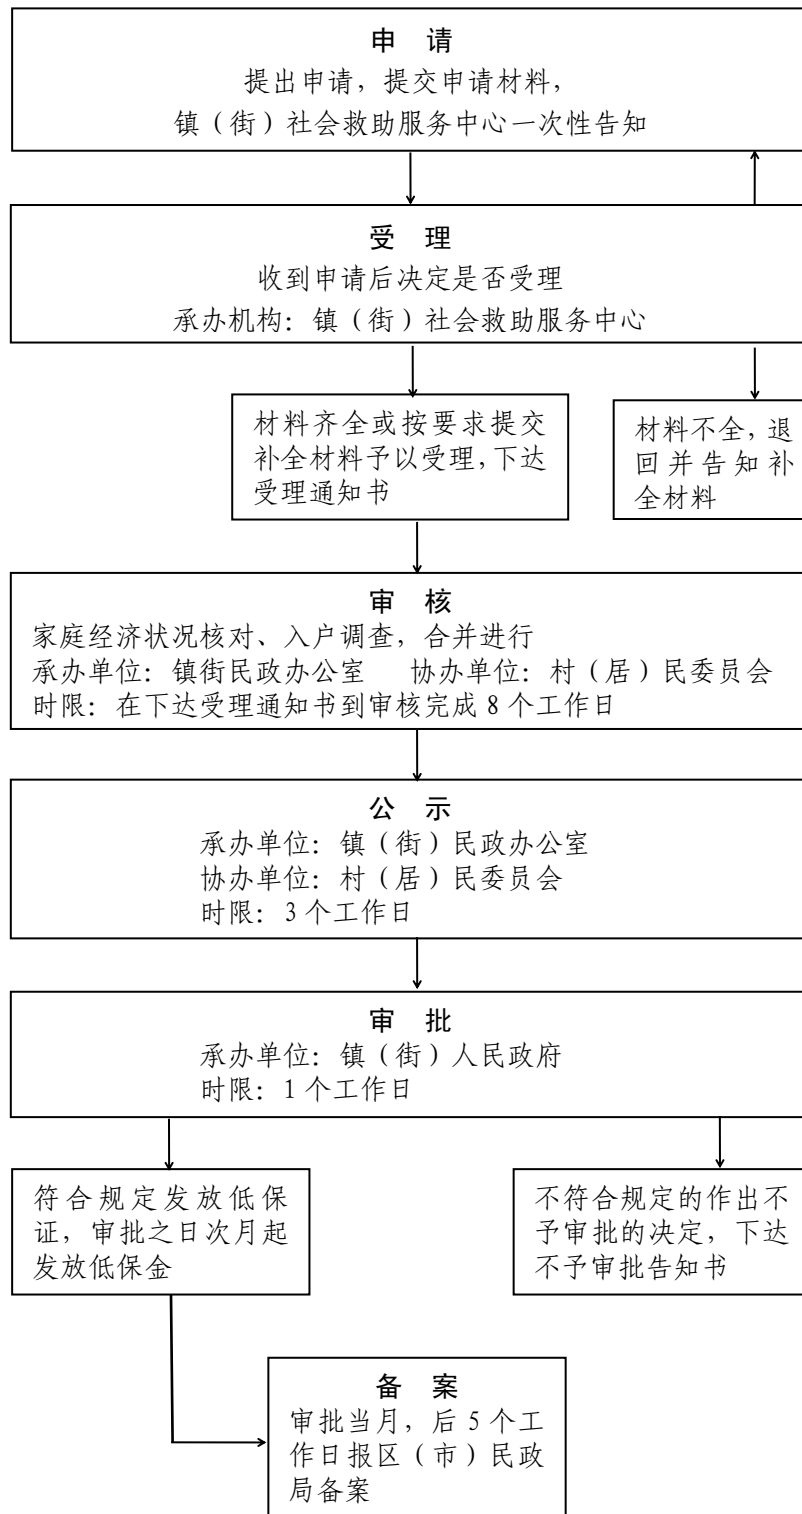 申 请
提出申请，提交申请材料，
镇（街）社会救助服务中心一次性告知
受 理
收到申请后决定是否受理
承办机构：镇（街）社会救助服务中心
材料齐全或按要求提交
补全材料予以受理，下达
受理通知书
材料不全，退
回并告知补
全材料
审 核
家庭经济状况核对、入户调查，合并进行
承办单位：镇街民政办公室 协办单位：村（居）民委员会
时限：在下达受理通知书到审核完成 8 个工作日
公 示
承办单位：镇（街）民政办公室
协办单位：村（居）民委员会
时限：3 个工作日
审 批
承办单位：镇（街）人民政府
时限：1 个工作日
符合规定发放低保
证，审批之日次月起
发放低保金
不符合规定的作出不
予审批的决定，下达
不予审批告知书
备 案
审批当月，后 5 个工
作日报区（市）民政
局备案